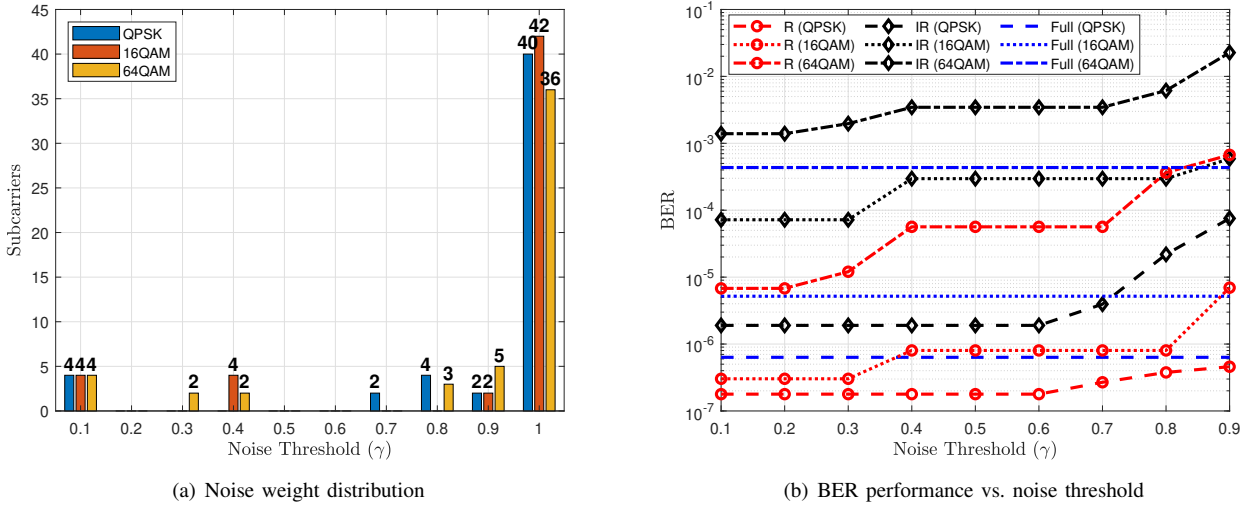 45
40
35
30
25
20
15
10
5
0
Subcarriers
QPSK
16QAM
64QAM
4 4 4
2
4
2
2
4
3
2 2
5
40
42
36
0.1 0.2 0.3 0.4 0.5 0.6 0.7 0.8 0.9 1
Noise Threshold (γ)
(a) Noise weight distribution
10^-1
10^-2
10^-3
10^-4
10^-5
10^-6
10^-7
BER
R (QPSK) IR (QPSK) Full (QPSK)
R (16QAM) IR (16QAM) Full (16QAM)
R (64QAM) IR (64QAM) Full (64QAM)
0.1 0.2 0.3 0.4 0.5 0.6 0.7 0.8 0.9
Noise Threshold (γ)
(b) BER performance vs. noise threshold